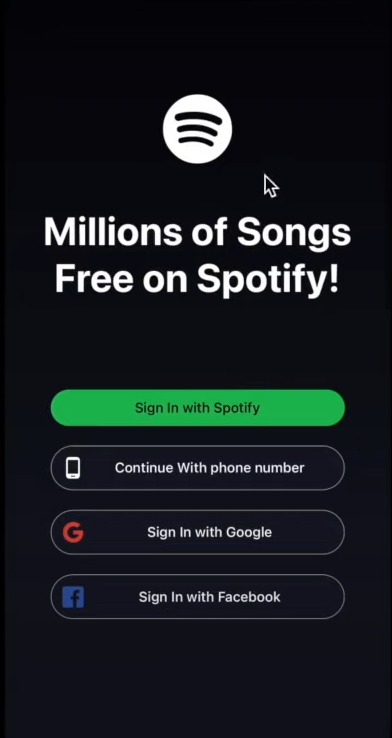 Millions of Songs
Free on Spotify!
Sign In with Spotify
Continue With phone number
Sign In with Google
Sign In with Facebook